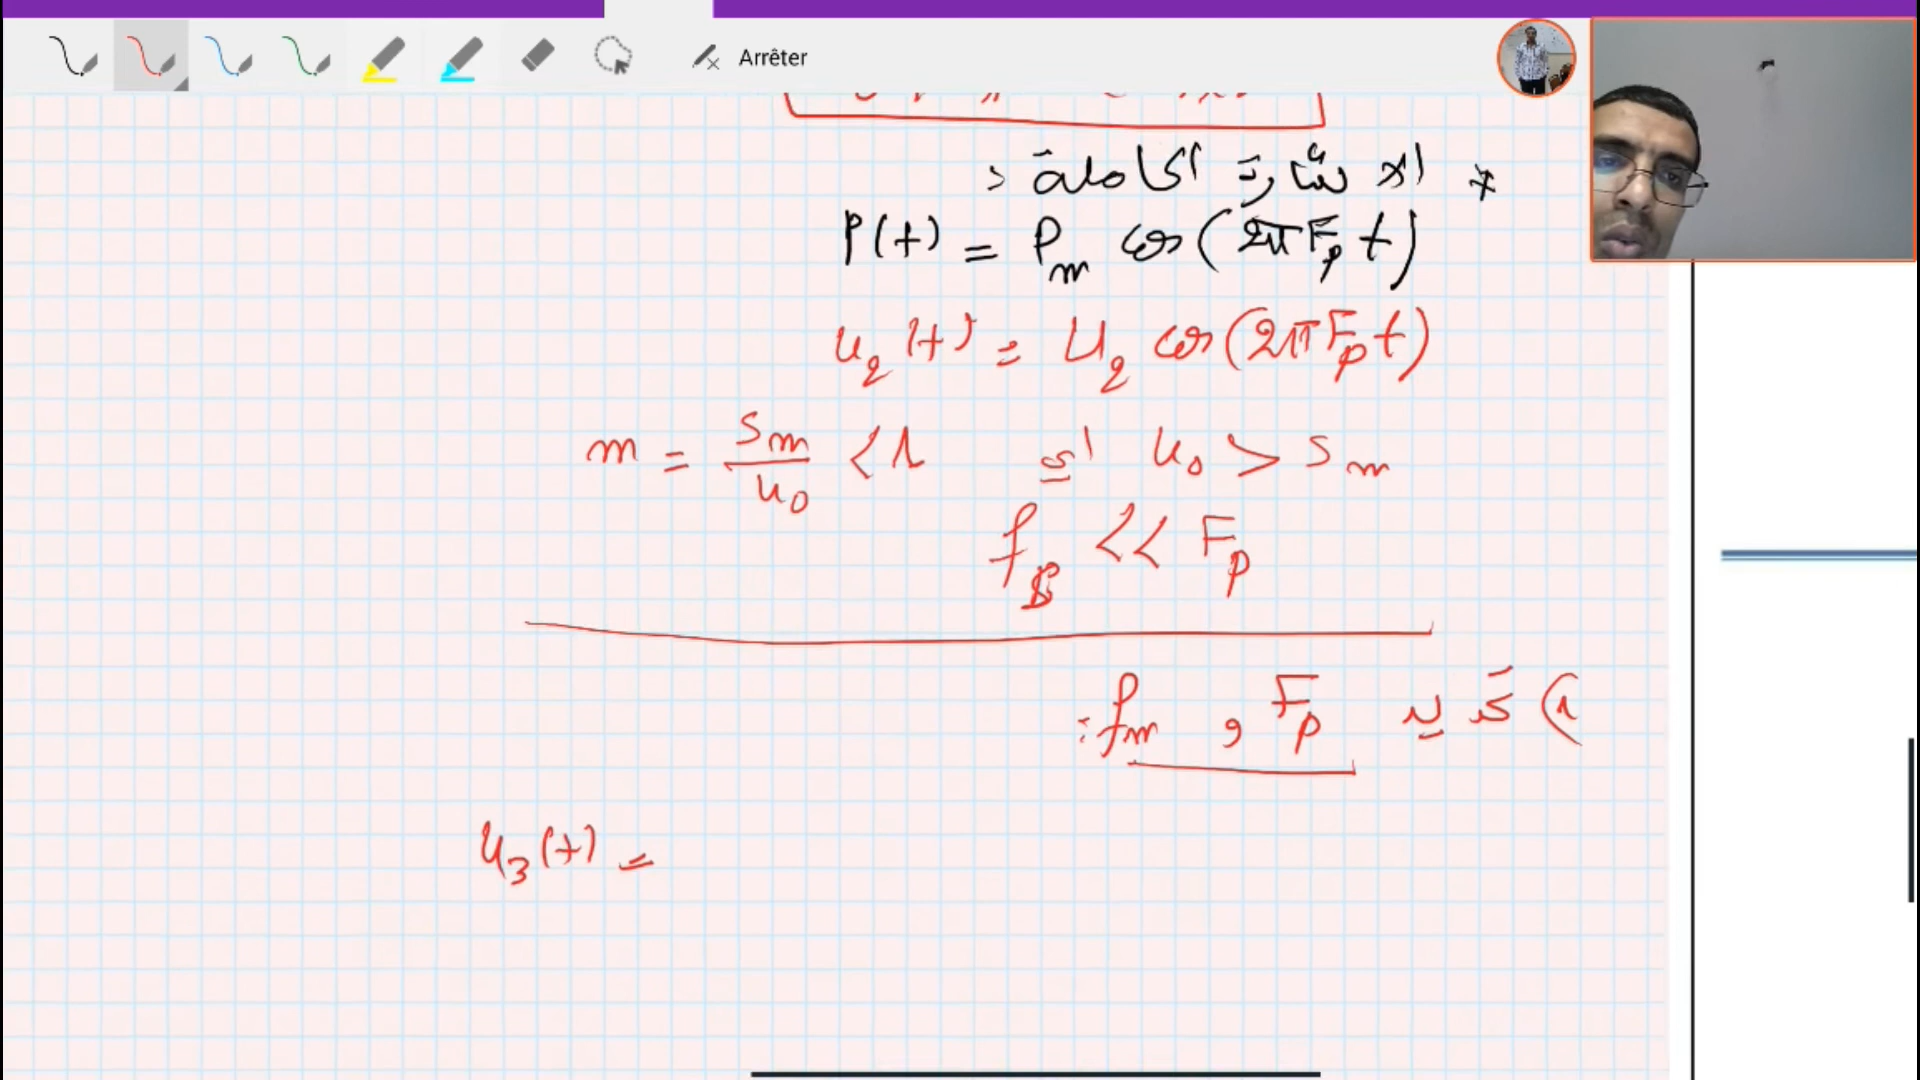 Arrêter
* الإشارة الحاملة :
p(t) = Pm cos(2πFp t)
u2(t) = U2 cos(2πFp t)
m = Sm/u0 < 1 أي u0 > Sm
fs << Fp
1) تحديد Fp و fm :
u3(t) =